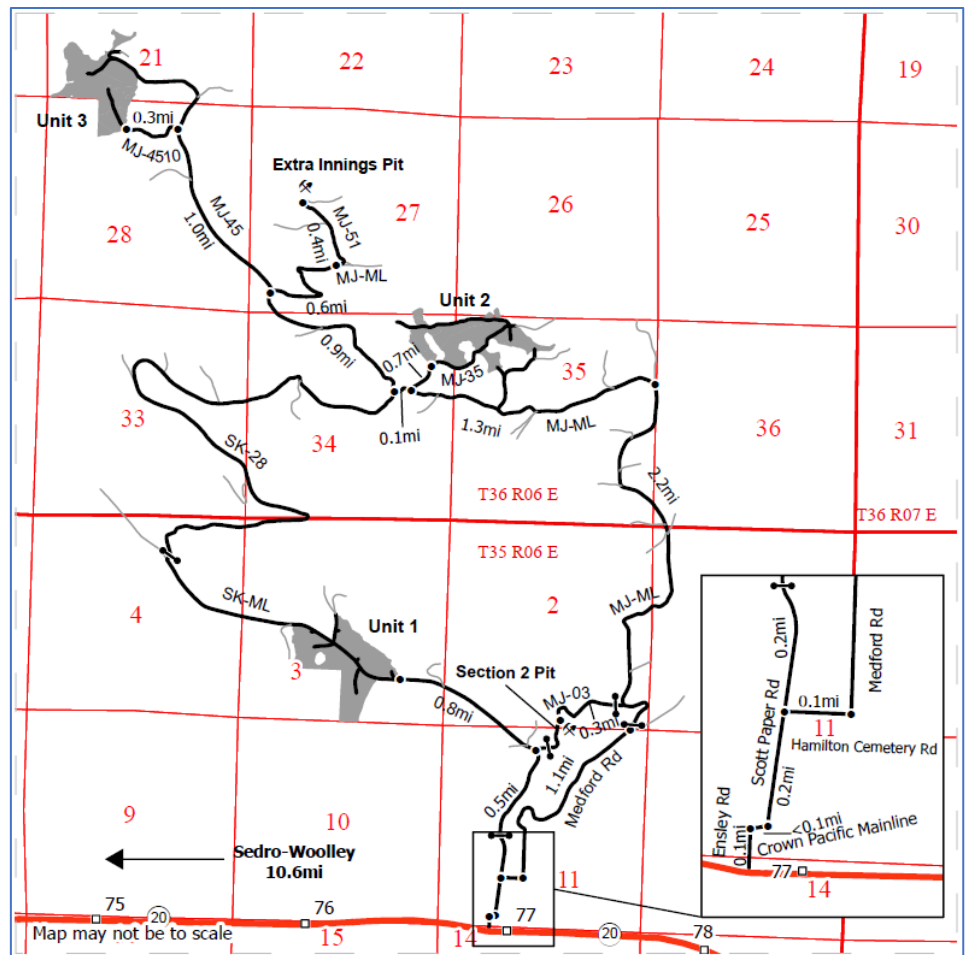 21
22
23
24
19
Unit 3
0.3mi
MJ-4510
Extra Innings Pit
27
26
25
30
28
MJ-45
1.0mi
MJ-51
0.4mi
MJ-ML
0.6mi
Unit 2
0.9mi
0.7mi
MJ-35
35
33
34
0.1mi
1.3mi
MJ-ML
36
31
SK-28
2.2mi
T36 R06 E
T36 R07 E
T35 R06 E
4
SK-ML
2
MJ-ML
Unit 1
3
Section 2 Pit
MJ-03
0.3mi
0.8mi
1.1mi
Medford Rd
0.5mi
9
10
11
Sedro-Woolley
10.6mi
75
20
76
77
20
78
Map may not be to scale
15
14
0.2mi
Medford Rd
Scott Paper Rd
0.1mi
11
Hamilton Cemetery Rd
0.2mi
Ensley Rd
0.1mi
<0.1mi
Crown Pacific Mainline
77
14